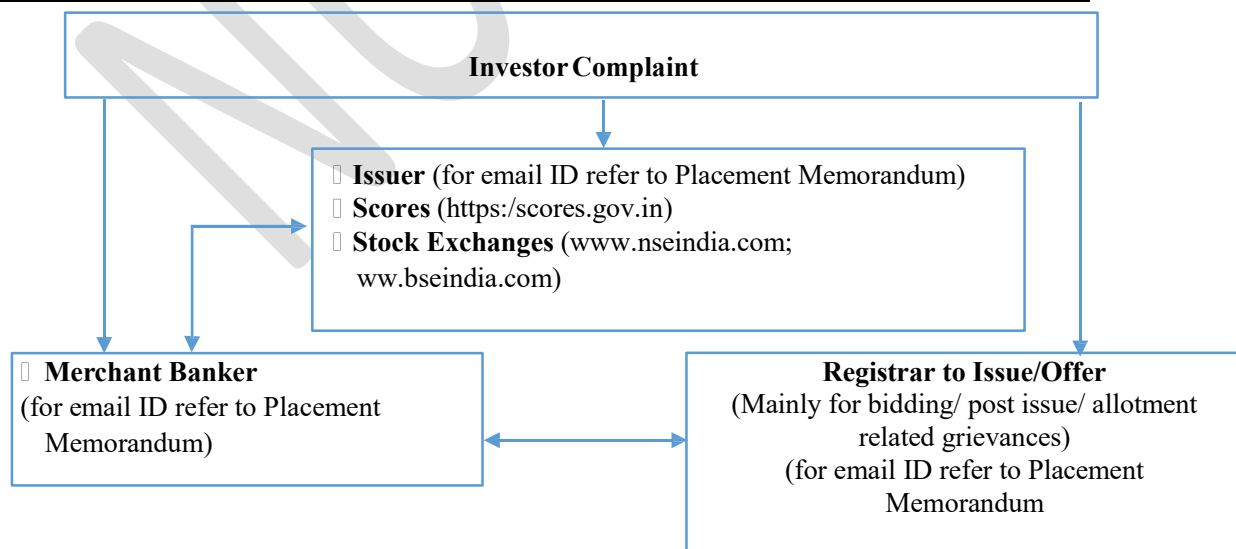 Investor Complaint
Issuer (for email ID refer to Placement Memorandum)
Scores (https:/scores.gov.in)
Stock Exchanges (www.nseindia.com;
ww.bseindia.com)
Merchant Banker
(for email ID refer to Placement
Memorandum)
Registrar to Issue/Offer
(Mainly for bidding/ post issue/ allotment
related grievances)
(for email ID refer to Placement
Memorandum